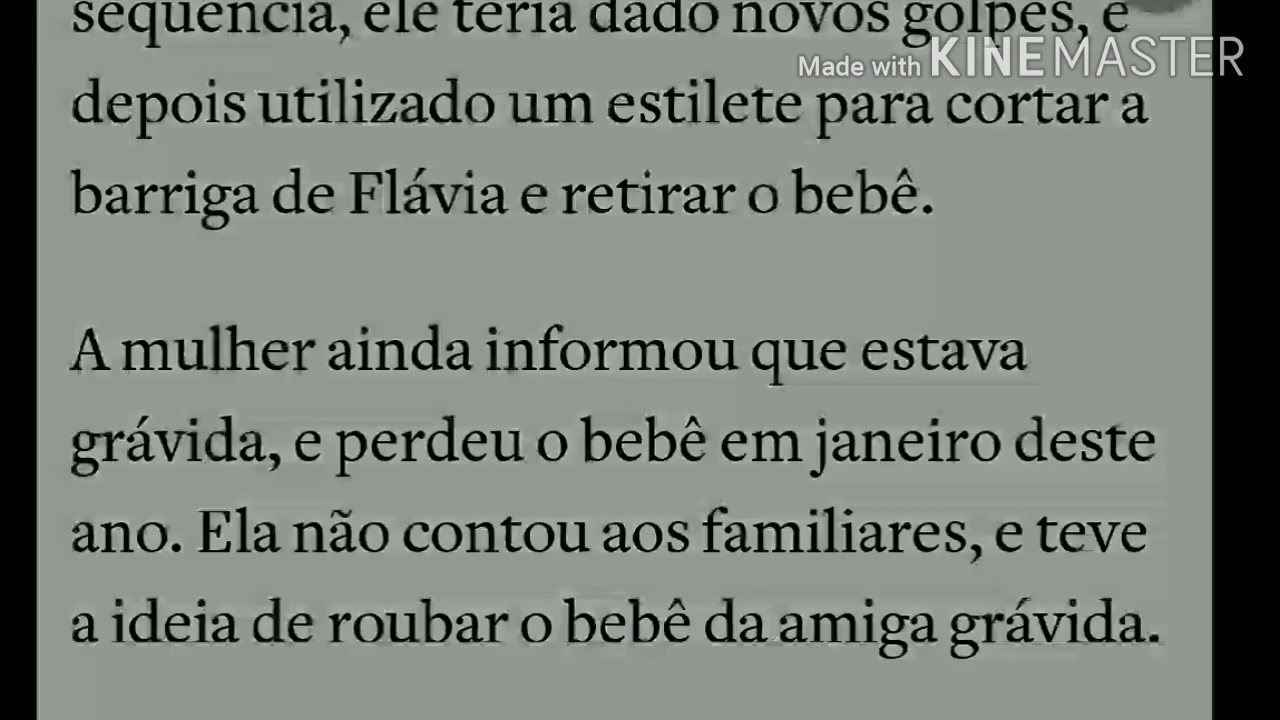 sequência, ele teria dado novos golpes, e
Made with KINEMASTER
depois utilizado um estilete para cortar a
barriga de Flávia e retirar o bebê.
A mulher ainda informou que estava
grávida, e perdeu o bebê em janeiro deste
ano. Ela não contou aos familiares, e teve
a ideia de roubar o bebê da amiga grávida.